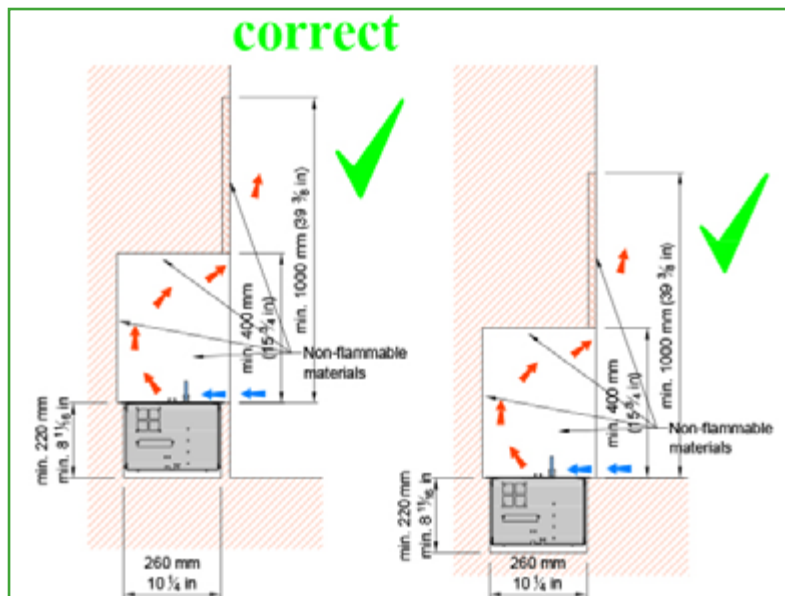 correct
min. 1000 mm (39 3⁄8 in)
min. 400 mm
(15 3⁄4 in)
Non-flammable
materials
min. 220 mm
min. 8 11⁄16 in
260 mm
10 1⁄4 in
min. 1000 mm (39 3⁄8 in)
min. 400 mm
(15 3⁄4 in)
Non-flammable
materials
min. 220 mm
min. 8 11⁄16 in
260 mm
10 1⁄4 in